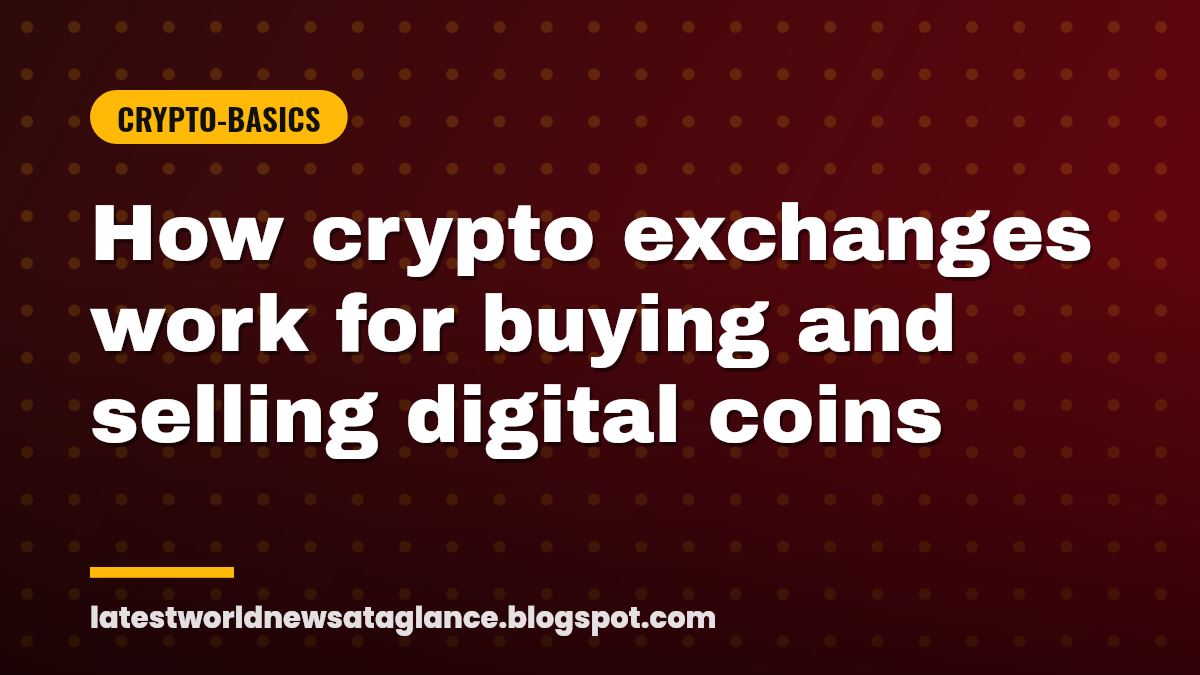 CRYPTO-BASICS
How crypto exchanges
work for buying and
selling digital coins
latestworldnewsataglance.blogspot.com